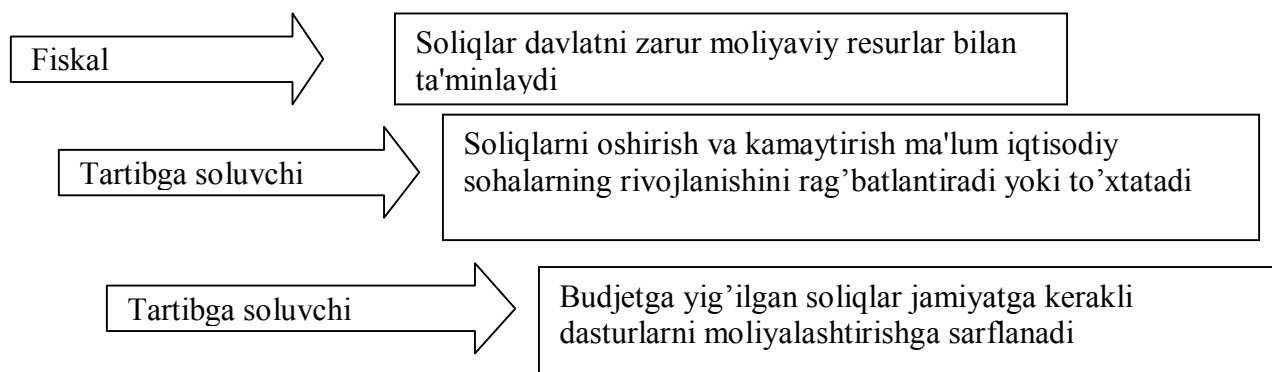 Fiskal
Soliqlar davlatni zarur moliyaviy resurlar bilan
ta'minlaydi
Tartibga soluvchi
Soliqlarni oshirish va kamaytirish ma'lum iqtisodiy
sohalarning rivojlanishini rag’batlantiradi yoki to’xtatadi
Tartibga soluvchi
Budjetga yig’ilgan soliqlar jamiyatga kerakli
dasturlarni moliyalashtirishga sarflanadi